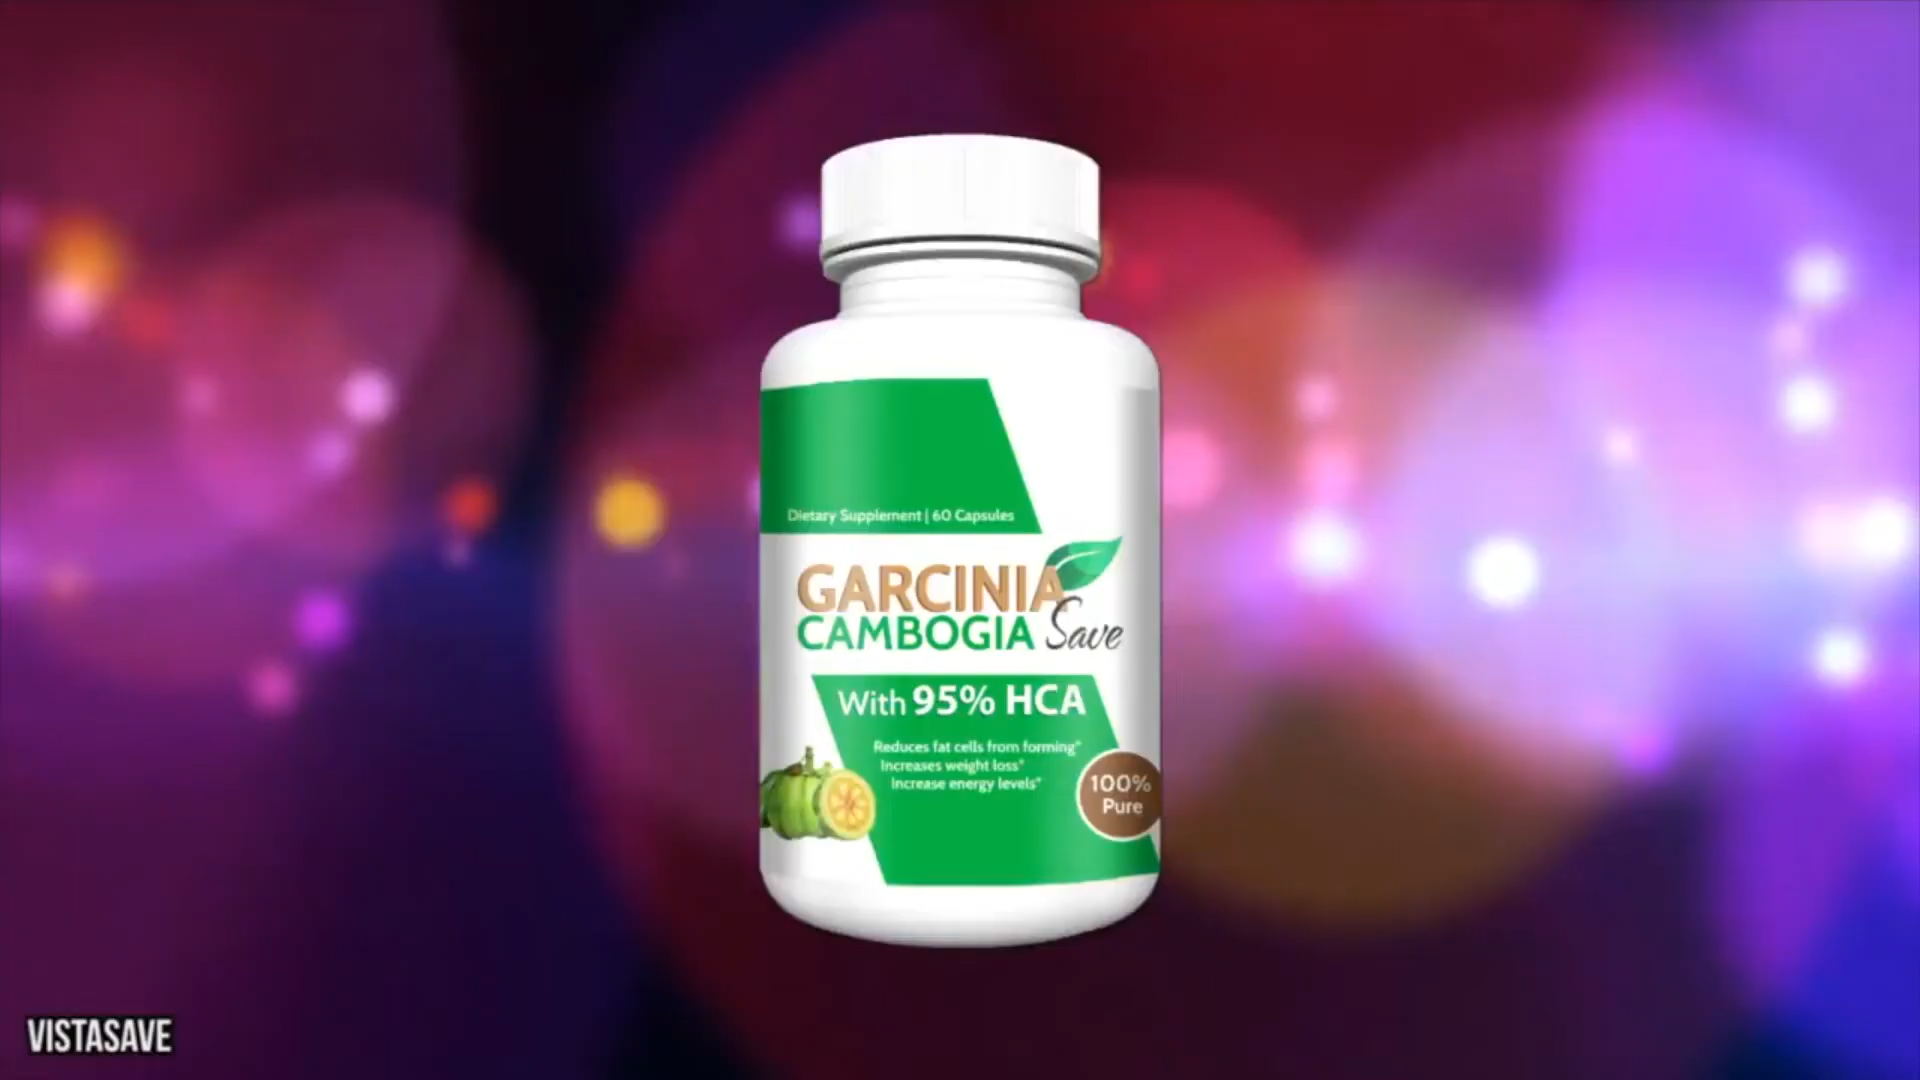 Dietary Supplement | 60 Capsules
GARCINIA
CAMBOGIA Save
With 95% HCA
Reduces fat cells from forming*
Increases weight loss*
Increase energy levels*
100%
Pure
VISTASAVE